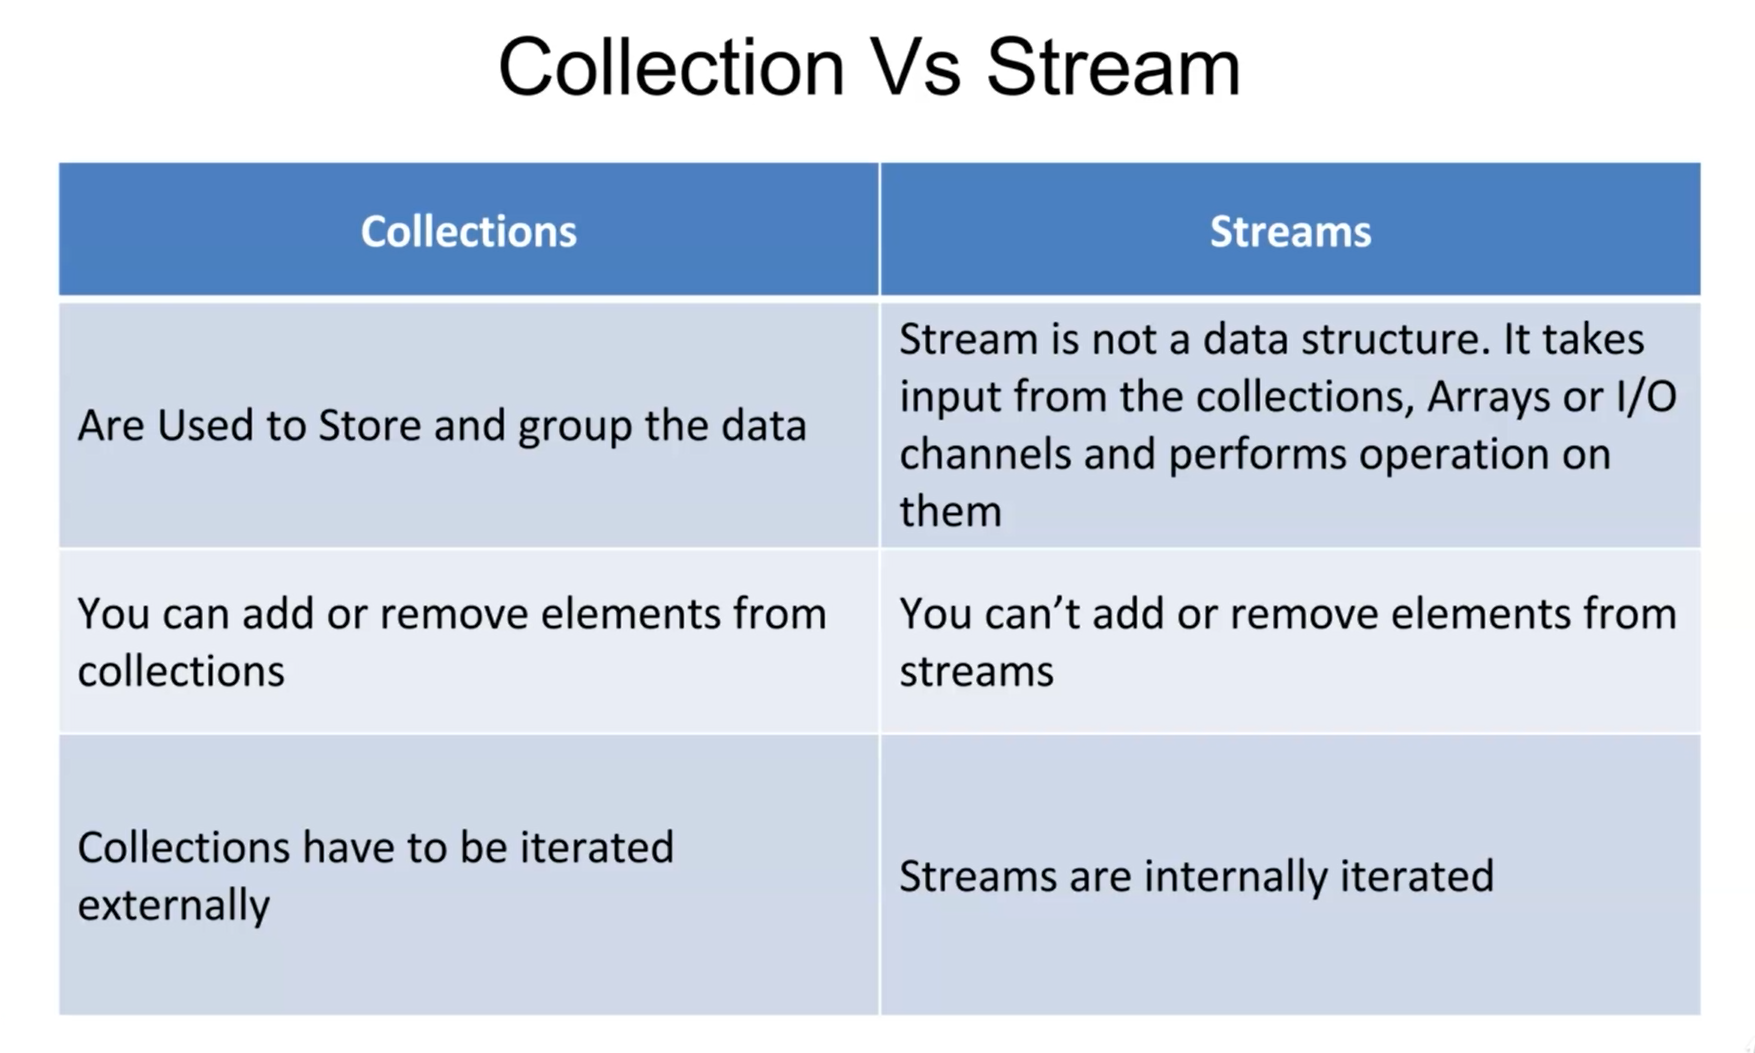 Collection Vs Stream
Collections
Streams
Are Used to Store and group the data
Stream is not a data structure. It takes
input from the collections, Arrays or I/O
channels and performs operation on
them
You can add or remove elements from
collections
You can’t add or remove elements from
streams
Collections have to be iterated
externally
Streams are internally iterated